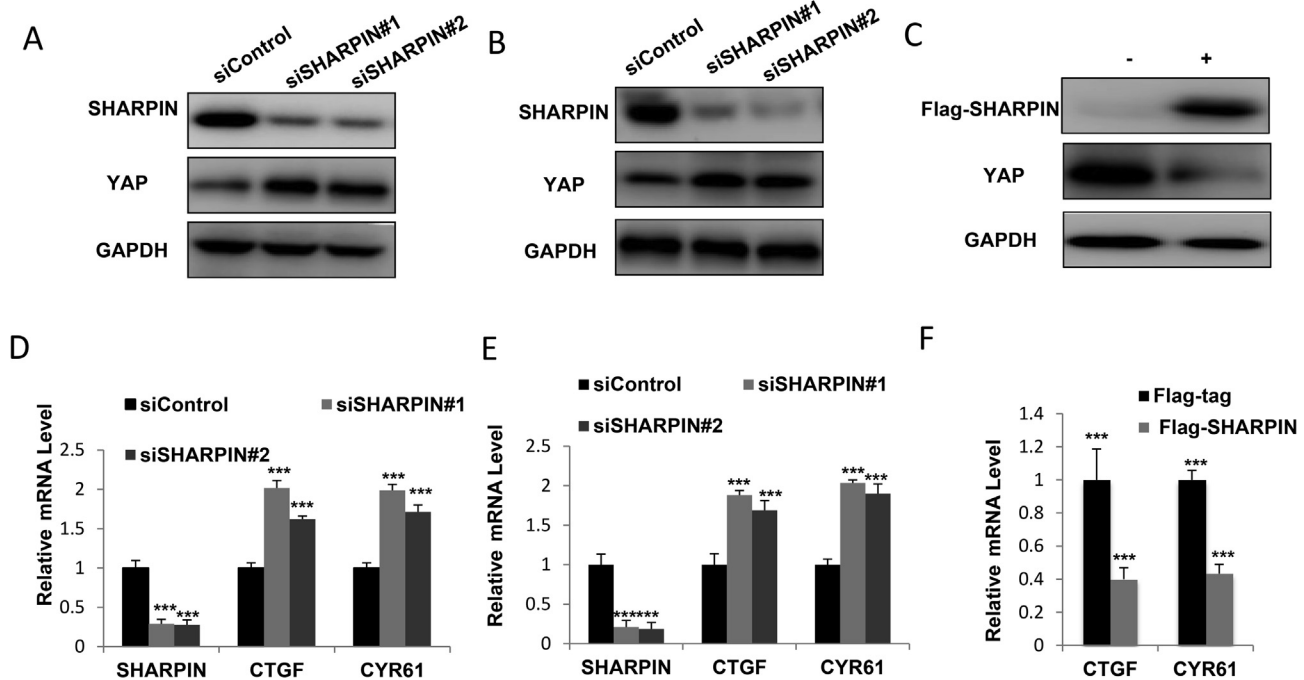 A
siControl
siSHARPIN#1
siSHARPIN#2
SHARPIN
YAP
GAPDH
B
siControl
siSHARPIN#1
siSHARPIN#2
SHARPIN
YAP
GAPDH
C
- +
Flag-SHARPIN
YAP
GAPDH
D
siControl siSHARPIN#1
siSHARPIN#2
Relative mRNA Level
2.5
2
1.5
1
0.5
0
*** ***
*** ***
*** ***
SHARPIN CTGF CYR61
E
siControl siSHARPIN#1
siSHARPIN#2
Relative mRNA Level
2.5
2
1.5
1
0.5
0
******
*** ***
*** ***
SHARPIN CTGF CYR61
F
Flag-tag
Flag-SHARPIN
Relative mRNA Level
1.4
1.2
1
0.8
0.6
0.4
0.2
0
*** ***
*** ***
CTGF CYR61